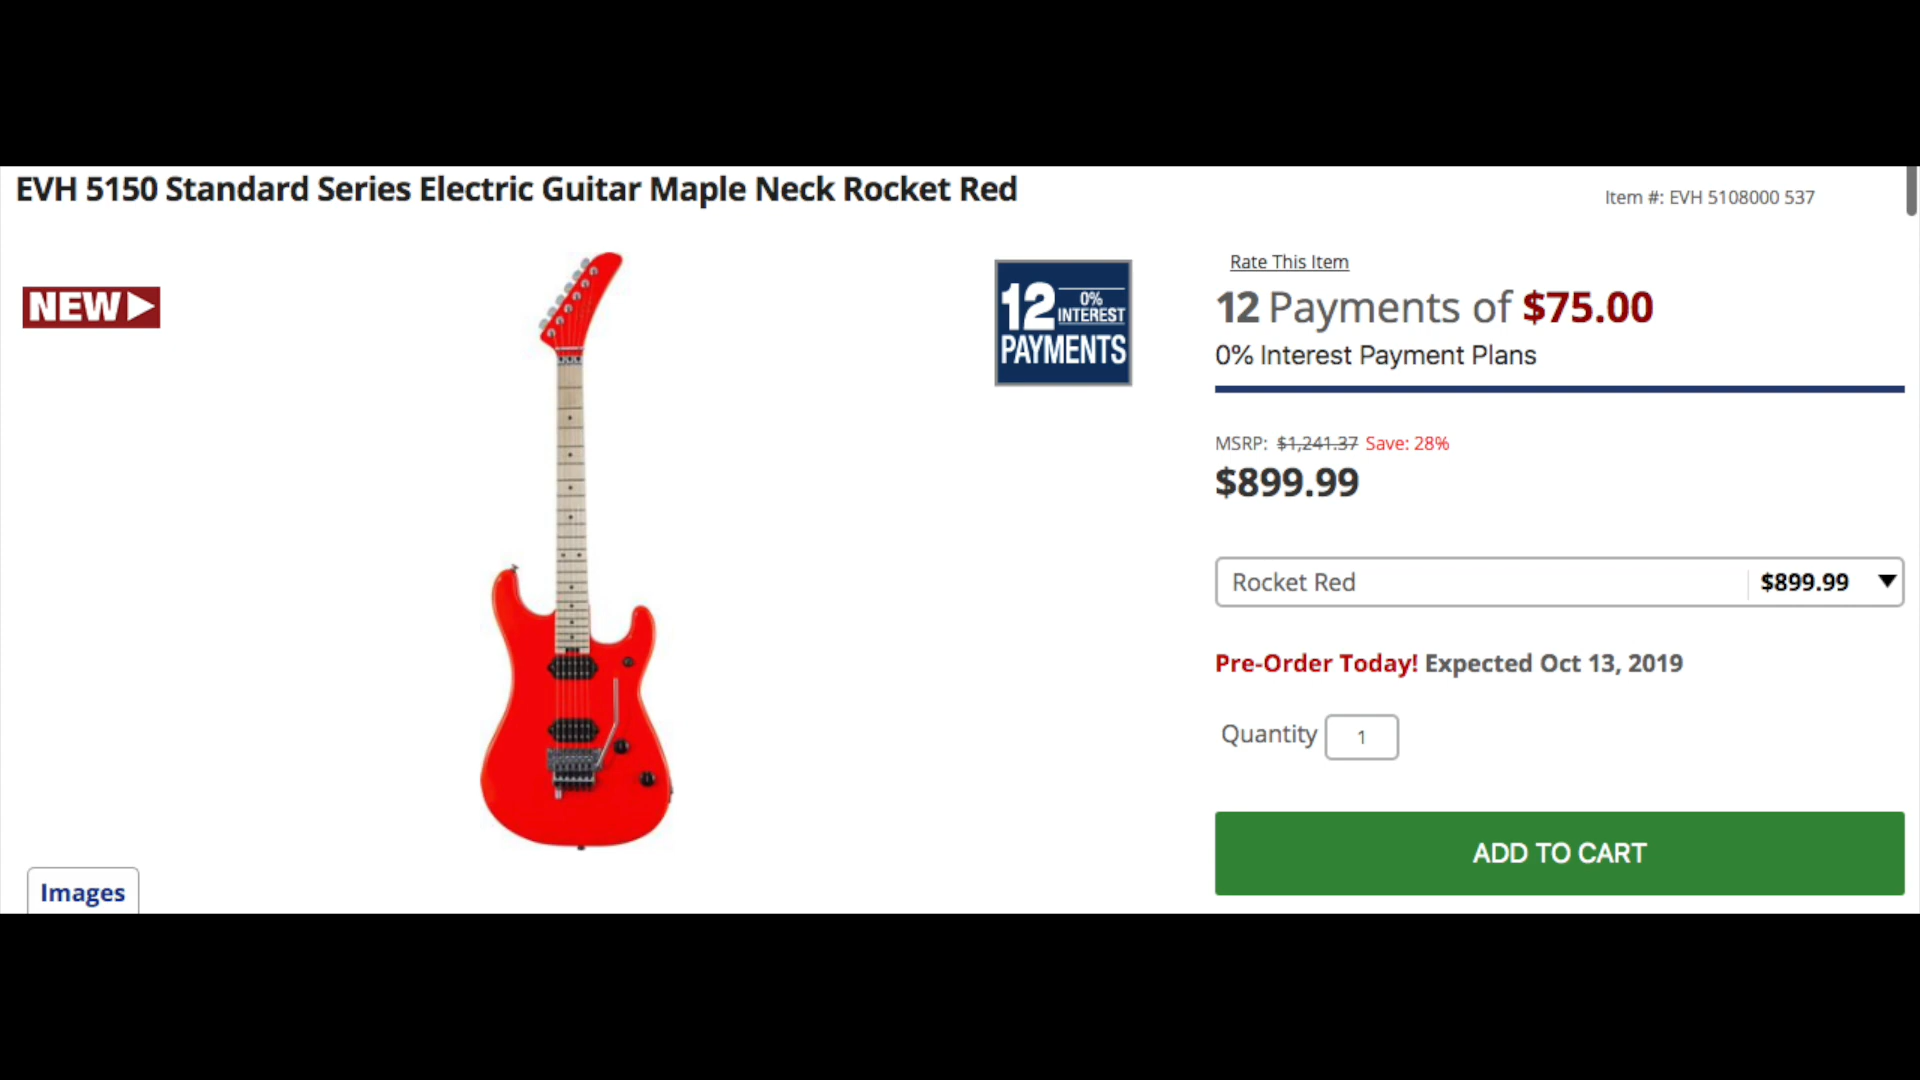 EVH 5150 Standard Series Electric Guitar Maple Neck Rocket Red
Item #: EVH 5108000 537
NEW
12 0% INTEREST
PAYMENTS
Rate This Item
12 Payments of $75.00
0% Interest Payment Plans
MSRP: $1,241.37 Save: 28%
$899.99
Rocket Red $899.99
Pre-Order Today! Expected Oct 13, 2019
Quantity 1
ADD TO CART
Images